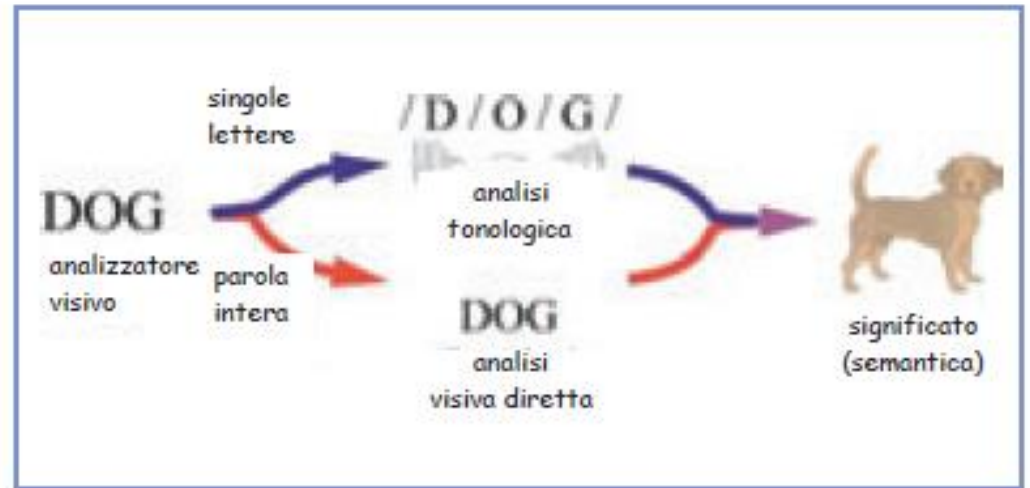 singole
lettere
/ D / O / G /
DOG
analizzatore
visivo
parola
intera
analisi
tonologica
DOG
analisi
visiva diretta
significato
(semantica)